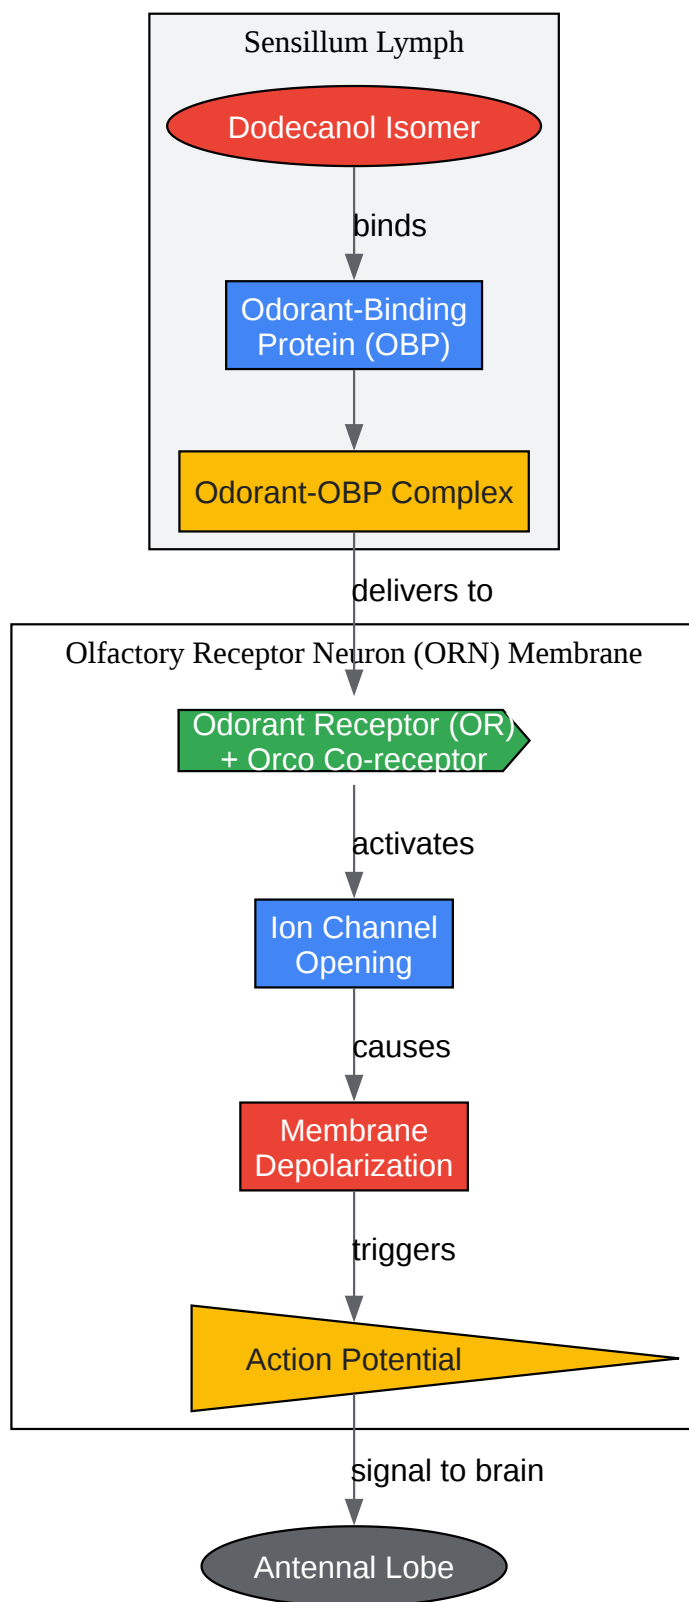 Sensillum Lymph
Dodecanol Isomer
binds
Odorant-Binding
Protein (OBP)
Odorant-OBP Complex
delivers to
Olfactory Receptor Neuron (ORN) Membrane
Odorant Receptor (OR)
+ Orco Co-receptor
activates
Ion Channel
Opening
causes
Membrane
Depolarization
triggers
Action Potential
signal to brain
Antennal Lobe